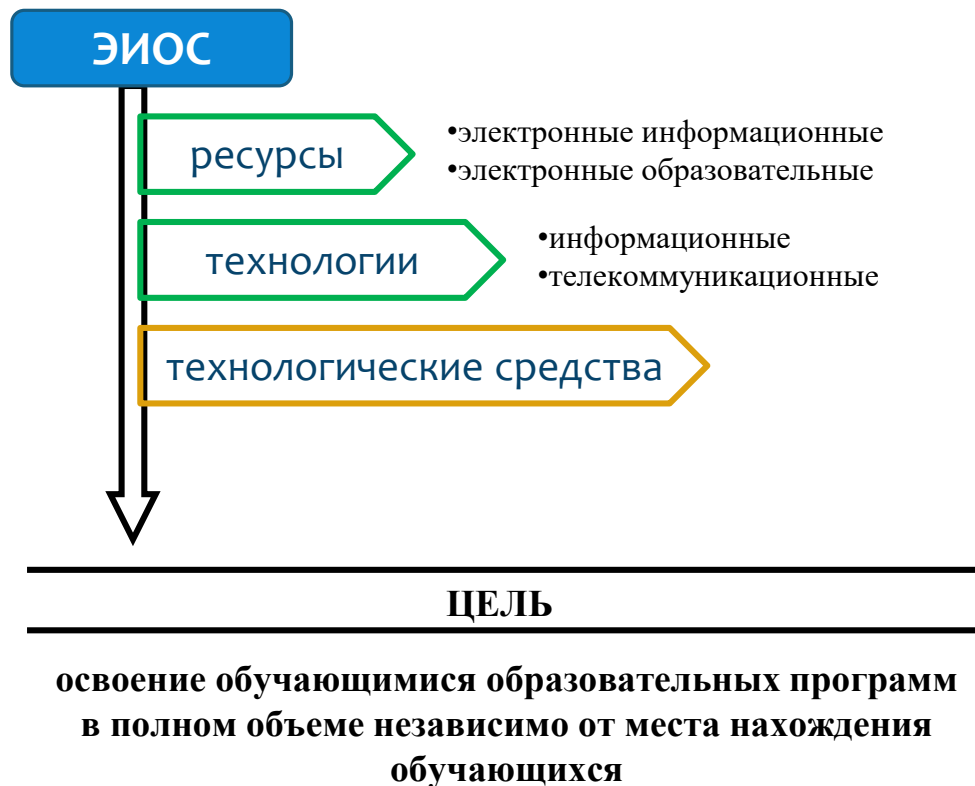 ЭИОС
ресурсы
•электронные информационные
•электронные образовательные
технологии
•информационные
•телекоммуникационные
технологические средства
ЦЕЛЬ
освоение обучающимися образовательных программ
в полном объеме независимо от места нахождения
обучающихся